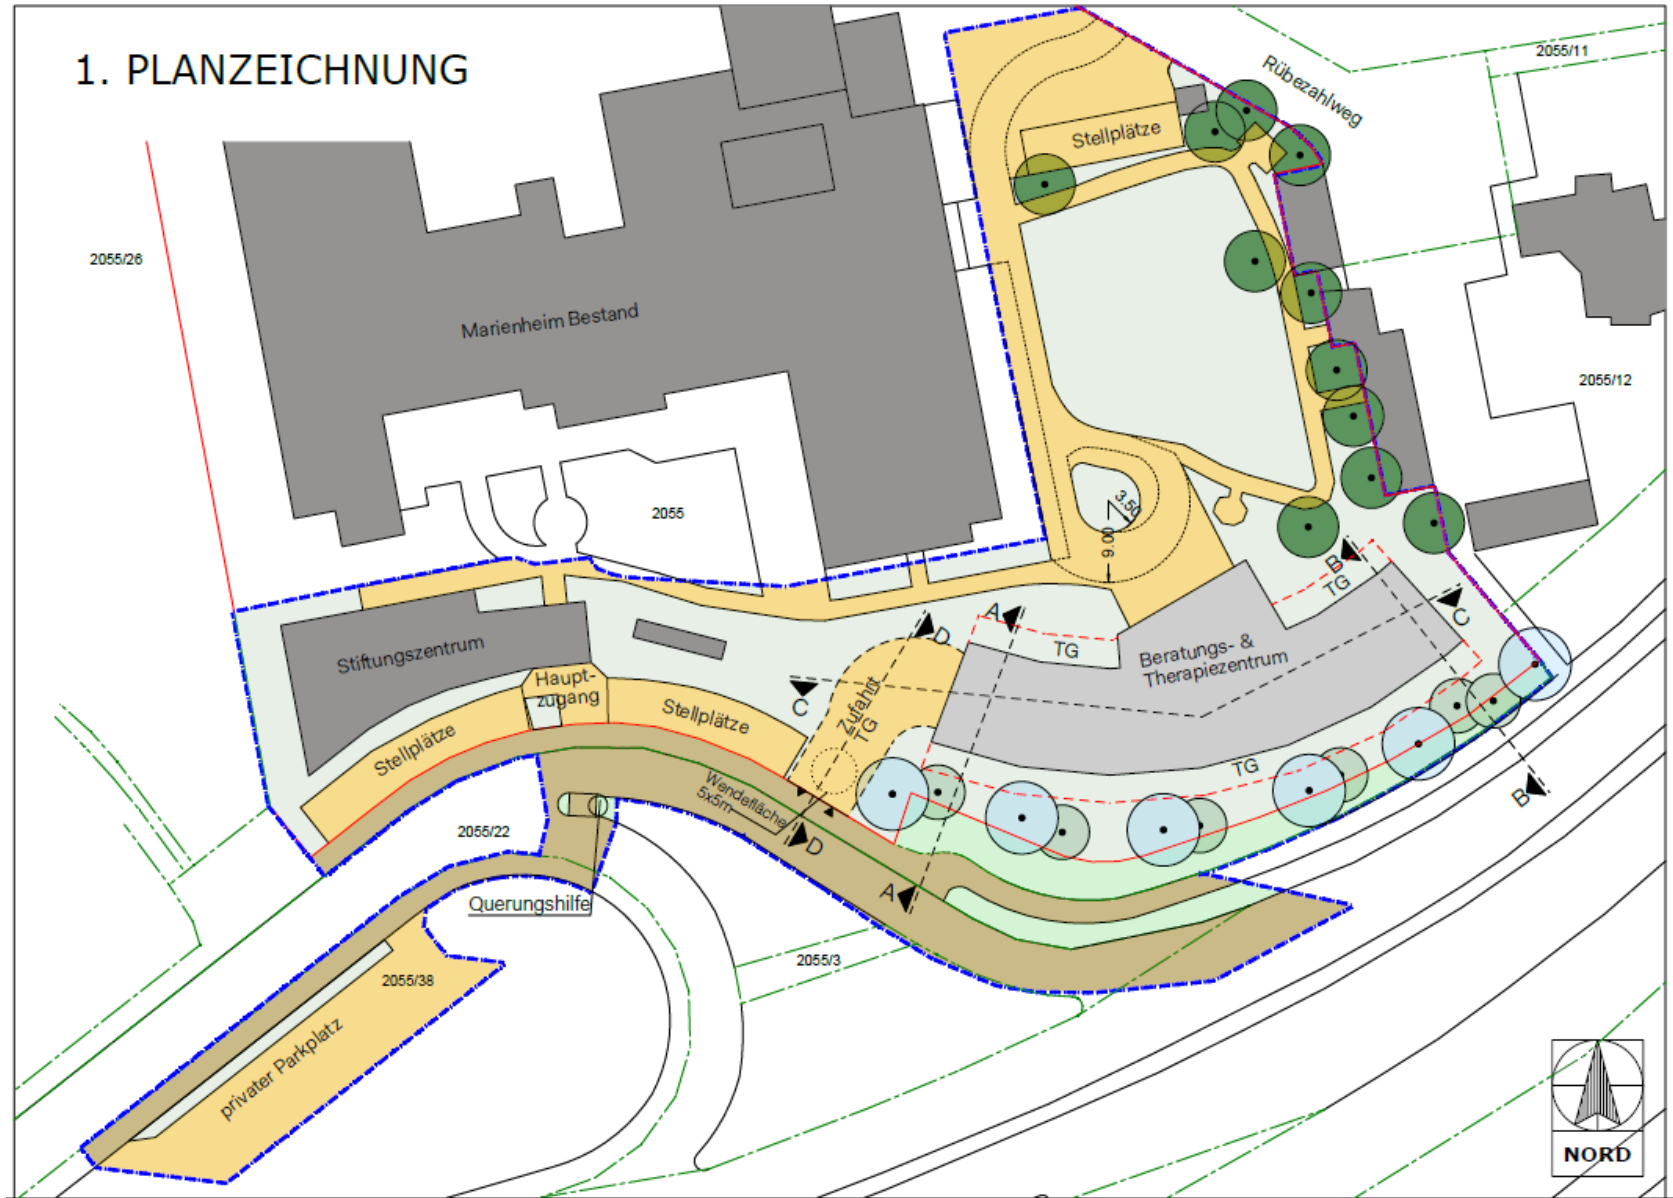 1. PLANZEICHNUNG
2055/11
Rübezahlweg
Stellplätze
2055/26
Marienheim Bestand
2055/12
2055
3.50
9.00
B
TG
C
A
D
TG
Stiftungszentrum
Beratungs- &
Therapiezentrum
Haupt-
zugang
C
Zufahrt
TG
Stellplätze
Stellplätze
TG
Wendefläche
5x5m
B
2055/22
D
A
Querungshilfe
2055/3
2055/38
privater Parkplatz
NORD